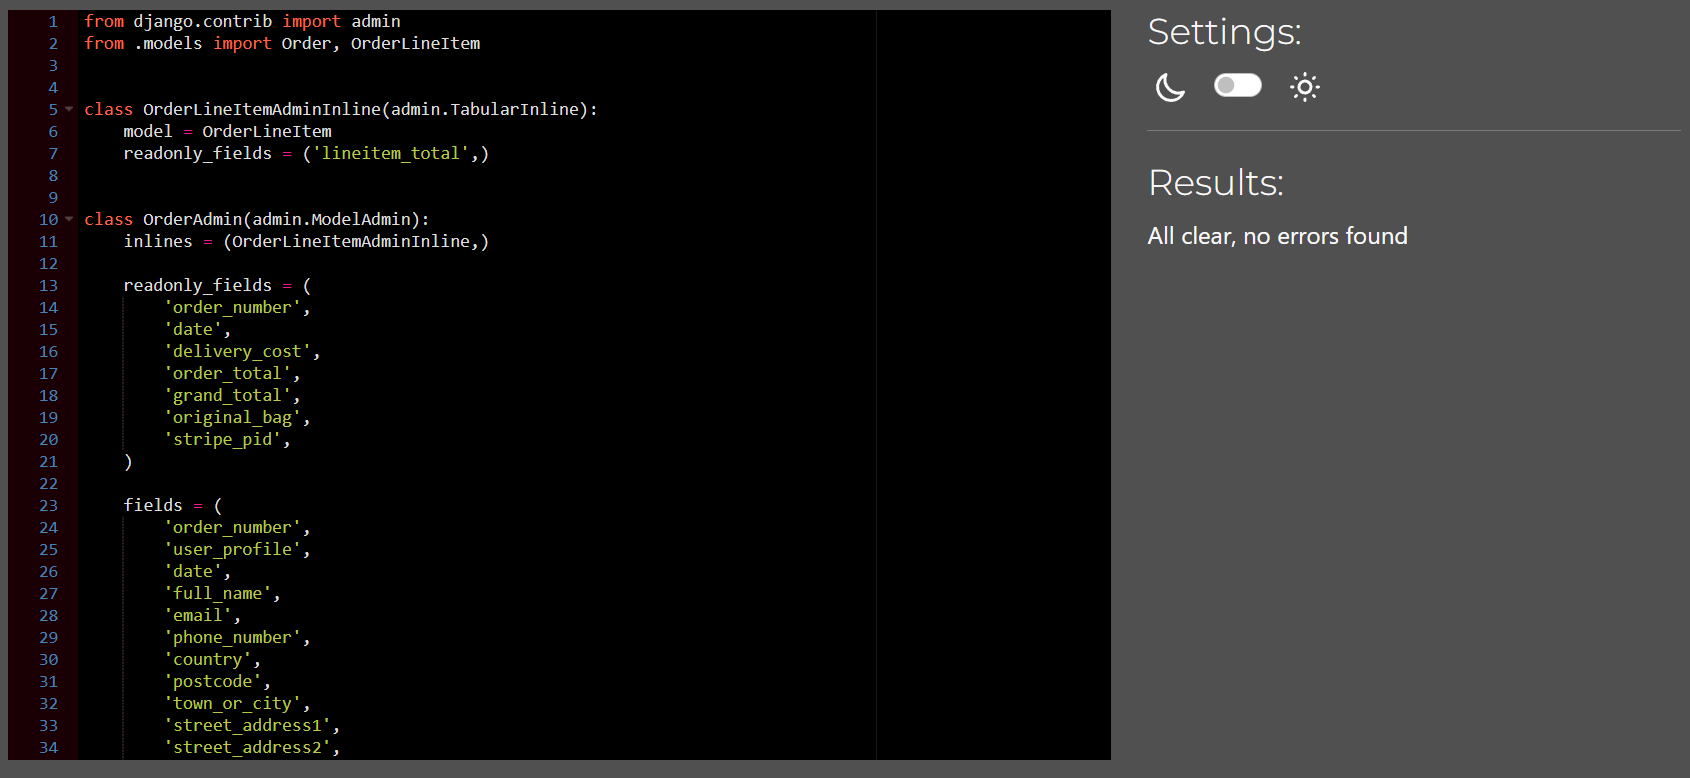 1 from django.contrib import admin
2 from .models import Order, OrderLineItem
3
4
5 class OrderLineItemAdminInline(admin.TabularInline):
6     model = OrderLineItem
7     readonly_fields = ('lineitem_total',)
8
9
10 class OrderAdmin(admin.ModelAdmin):
11     inlines = (OrderLineItemAdminInline,)
12
13     readonly_fields = (
14         'order_number',
15         'date',
16         'delivery_cost',
17         'order_total',
18         'grand_total',
19         'original_bag',
20         'stripe_pid',
21     )
22
23     fields = (
24         'order_number',
25         'user_profile',
26         'date',
27         'full_name',
28         'email',
29         'phone_number',
30         'country',
31         'postcode',
32         'town_or_city',
33         'street_address1',
34         'street_address2',
Settings:
Results:
All clear, no errors found